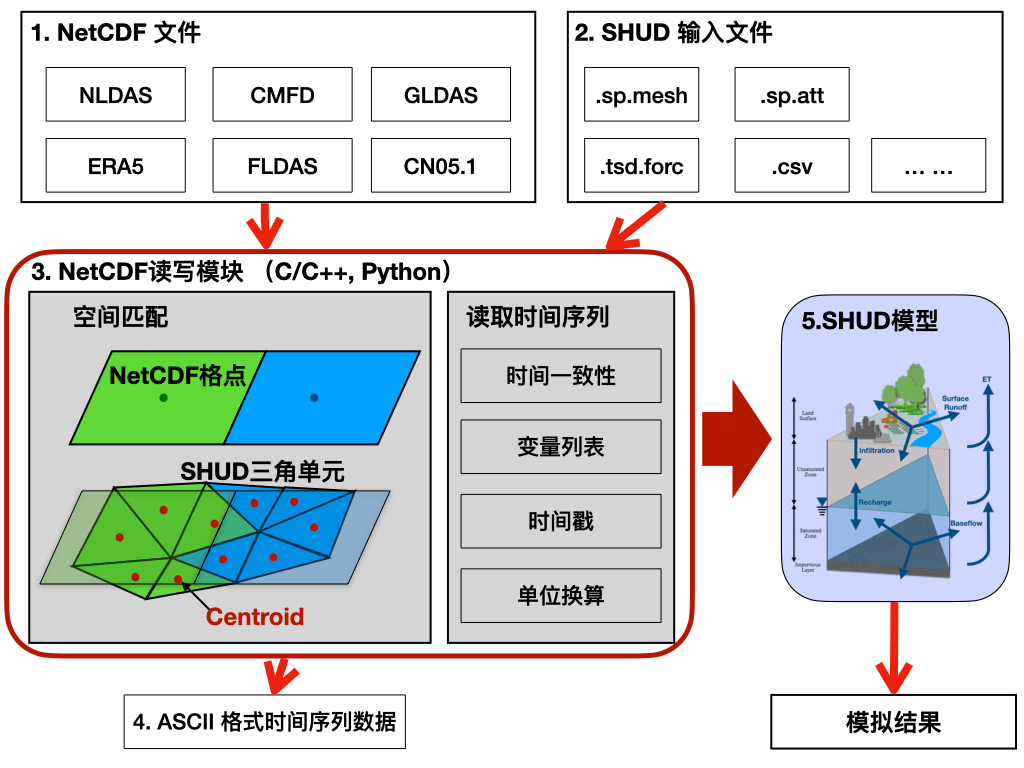 1. NetCDF 文件
NLDAS
CMFD
GLDAS
ERA5
FLDAS
CN05.1
2. SHUD 输入文件
.sp.mesh
.sp.att
.tsd.forc
.csv
... ...
3. NetCDF读写模块 （C/C++, Python）
空间匹配
NetCDF格点
SHUD三角单元
Centroid
读取时间序列
时间一致性
变量列表
时间戳
单位换算
4. ASCII 格式时间序列数据
5.SHUD模型
ET
Surface
Runoff
Land
Surface
Infiltration
Unsaturated
Zone
Recharge
Baseflow
Saturated
Zone
Impervious
Layer
模拟结果